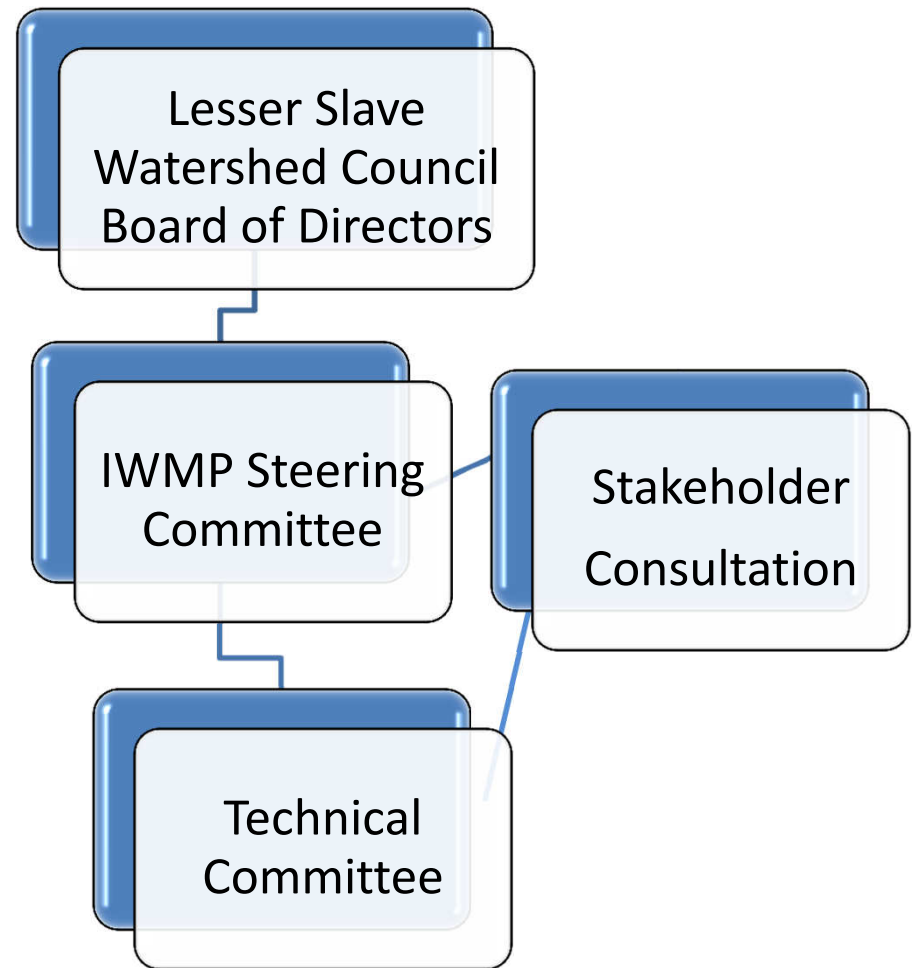 Lesser Slave
Watershed Council
Board of Directors
IWMP Steering
Committee
Stakeholder
Consultation
Technical
Committee